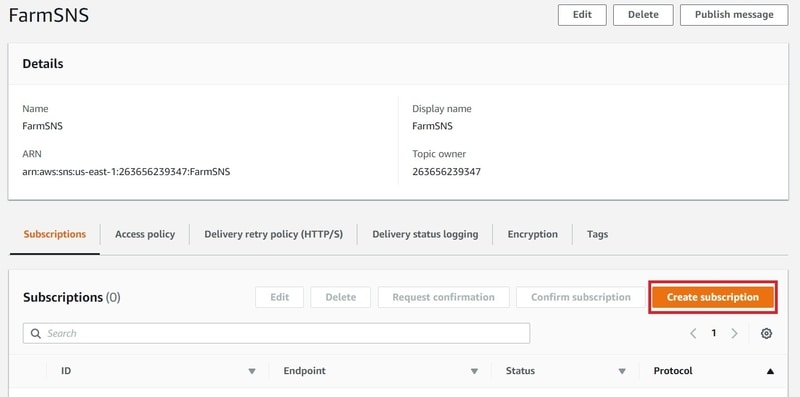 FarmSNS
Edit
Delete
Publish message
Details
Name
Display name
FarmSNS
FarmSNS
ARN
Topic owner
arn:aws:sns:us-east-1:263656239347:FarmSNS
263656239347
Subscriptions
Access policy
Delivery retry policy (HTTP/S)
Delivery status logging
Encryption
Tags
Subscriptions (0)
Edit
Delete
Request confirmation
Confirm subscription
Create subscription
Search
1
ID
Endpoint
Status
Protocol